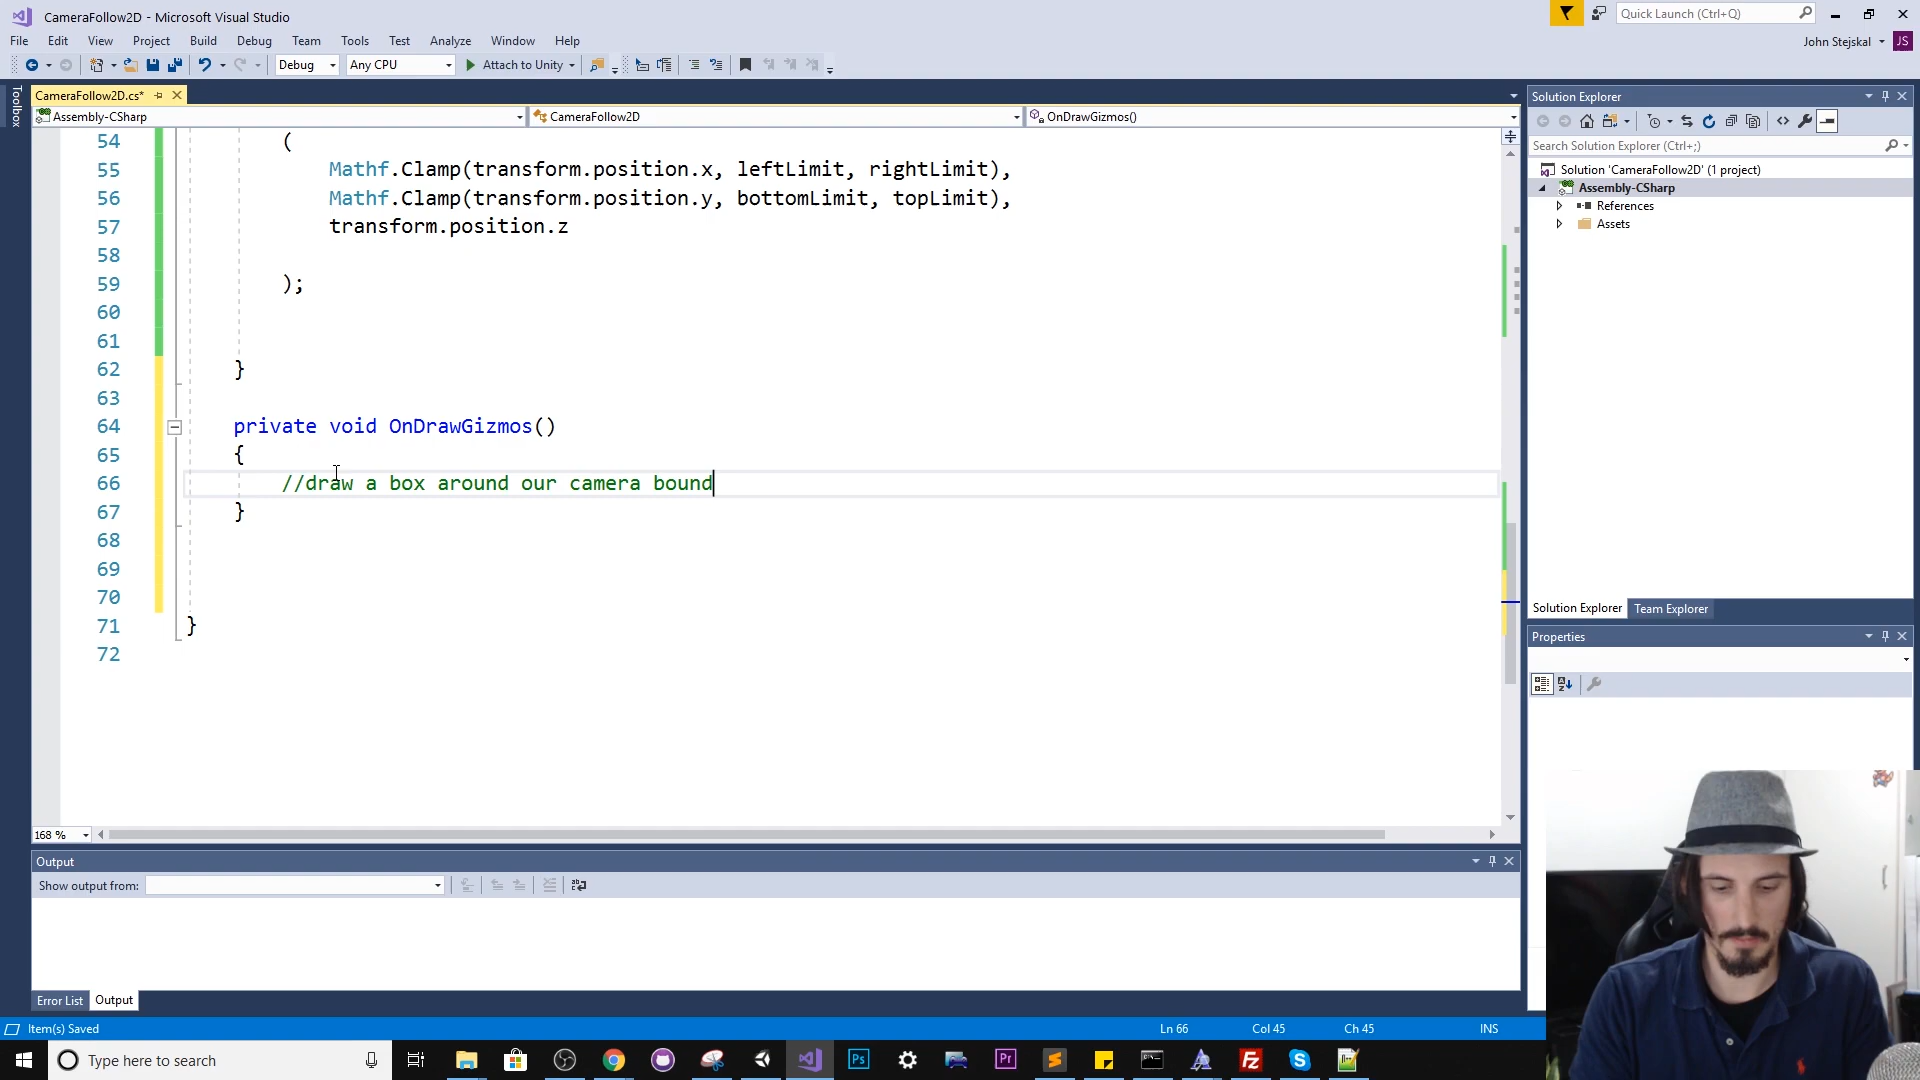 CameraFollow2D - Microsoft Visual Studio
Quick Launch (Ctrl+Q)
File Edit View Project Build Debug Team Tools Test Analyze Window Help
John Stejskal JS
Debug Any CPU Attach to Unity
Toolbox
CameraFollow2D.cs*
Assembly-CSharp CameraFollow2D OnDrawGizmos()
54 (
55 Mathf.Clamp(transform.position.x, leftLimit, rightLimit),
56 Mathf.Clamp(transform.position.y, bottomLimit, topLimit),
57 transform.position.z
58
59 );
60
61
62 }
63
64 private void OnDrawGizmos()
65 {
66 //draw a box around our camera bound
67 }
68
69
70
71 }
72
168 %
Solution Explorer
Search Solution Explorer (Ctrl+;)
Solution 'CameraFollow2D' (1 project)
Assembly-CSharp
References
Assets
Solution Explorer Team Explorer
Properties
Output
Show output from:
Error List Output
Item(s) Saved Ln 66 Col 45 Ch 45 INS
Type here to search
Ps
Pr
Fz